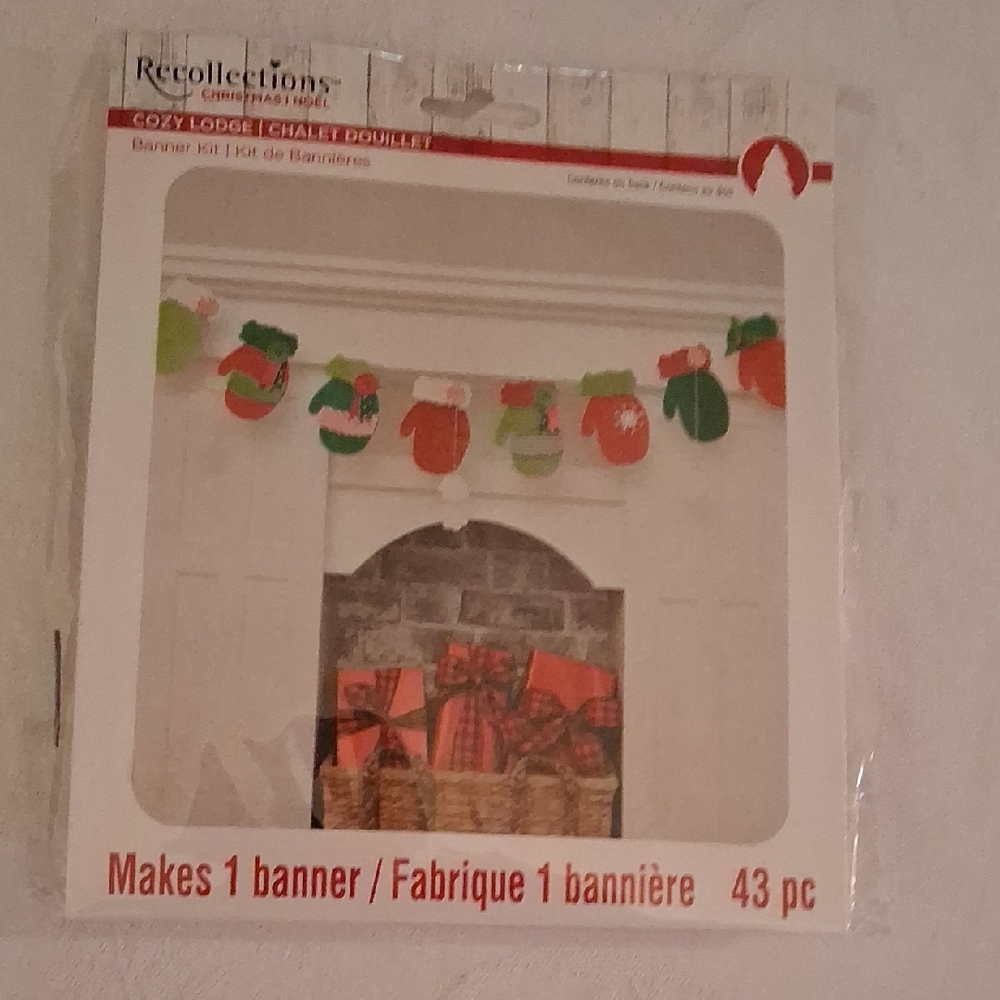 Recollections™
CHRISTMAS | NOËL
COZY LODGE | CHALET DOUILLET
Banner Kit | Kit de Bannières
Makes 1 banner / Fabrique 1 bannière 43 pc